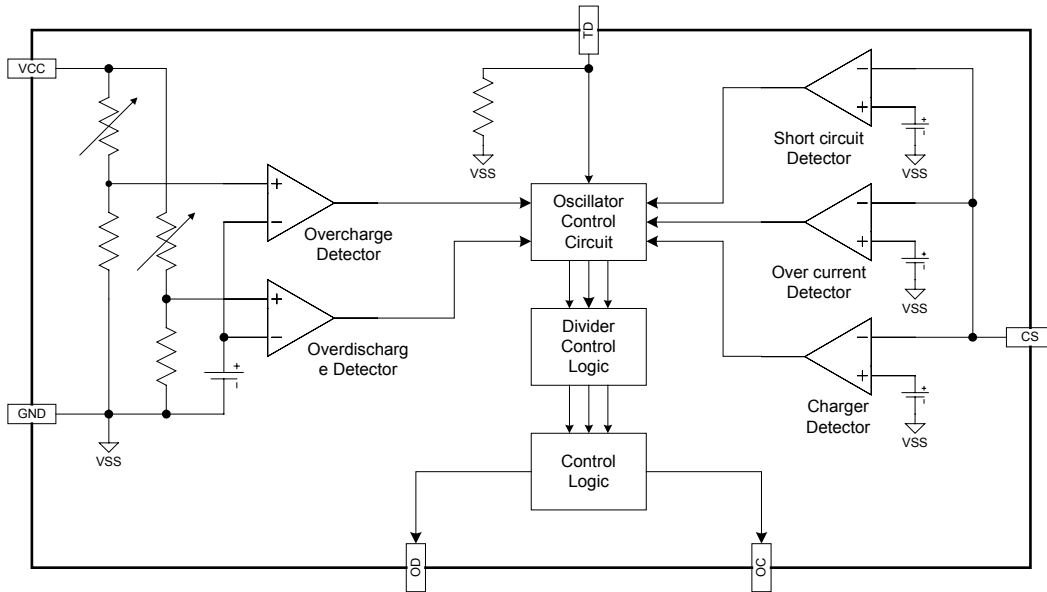 TD
VCC
+
−
Short circuit
Detector
+
-
VSS
VSS
+
−
Overcharge
Detector
Oscillator
Control
Circuit
−
+
Over current
Detector
+
-
VSS
+
−
Overdischarg
e Detector
+
-
Divider
Control
Logic
−
+
Charger
Detector
+
-
VSS
CS
GND
VSS
Control
Logic
OD
OC